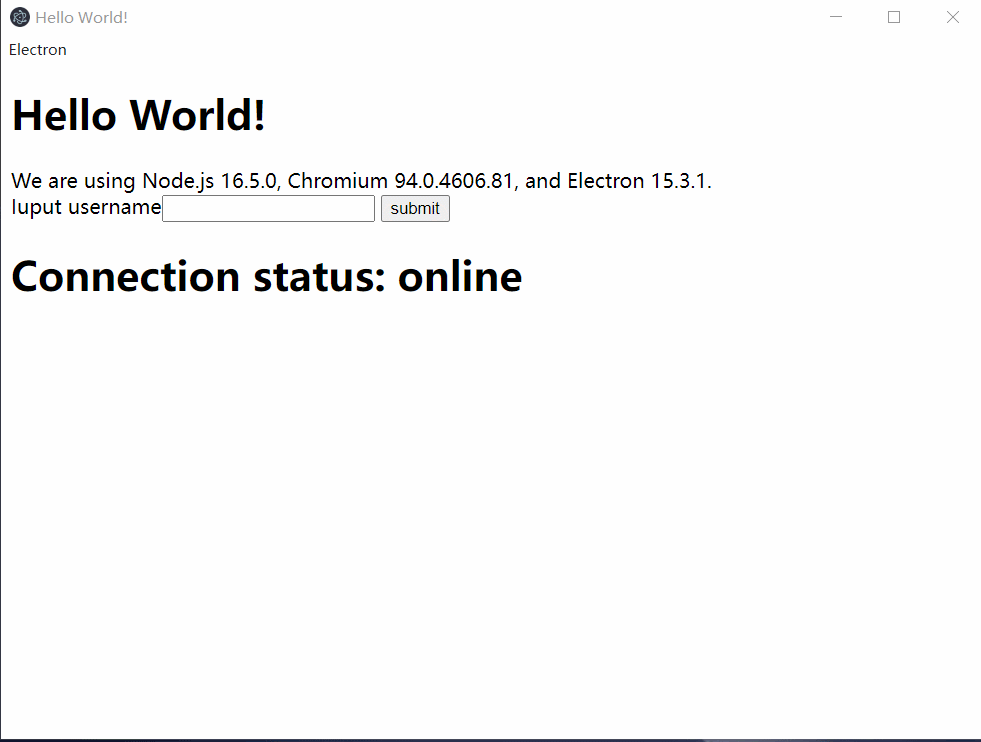 Hello World!
Electron
Hello World!
We are using Node.js 16.5.0, Chromium 94.0.4606.81, and Electron 15.3.1.
Iuput username submit
Connection status: online